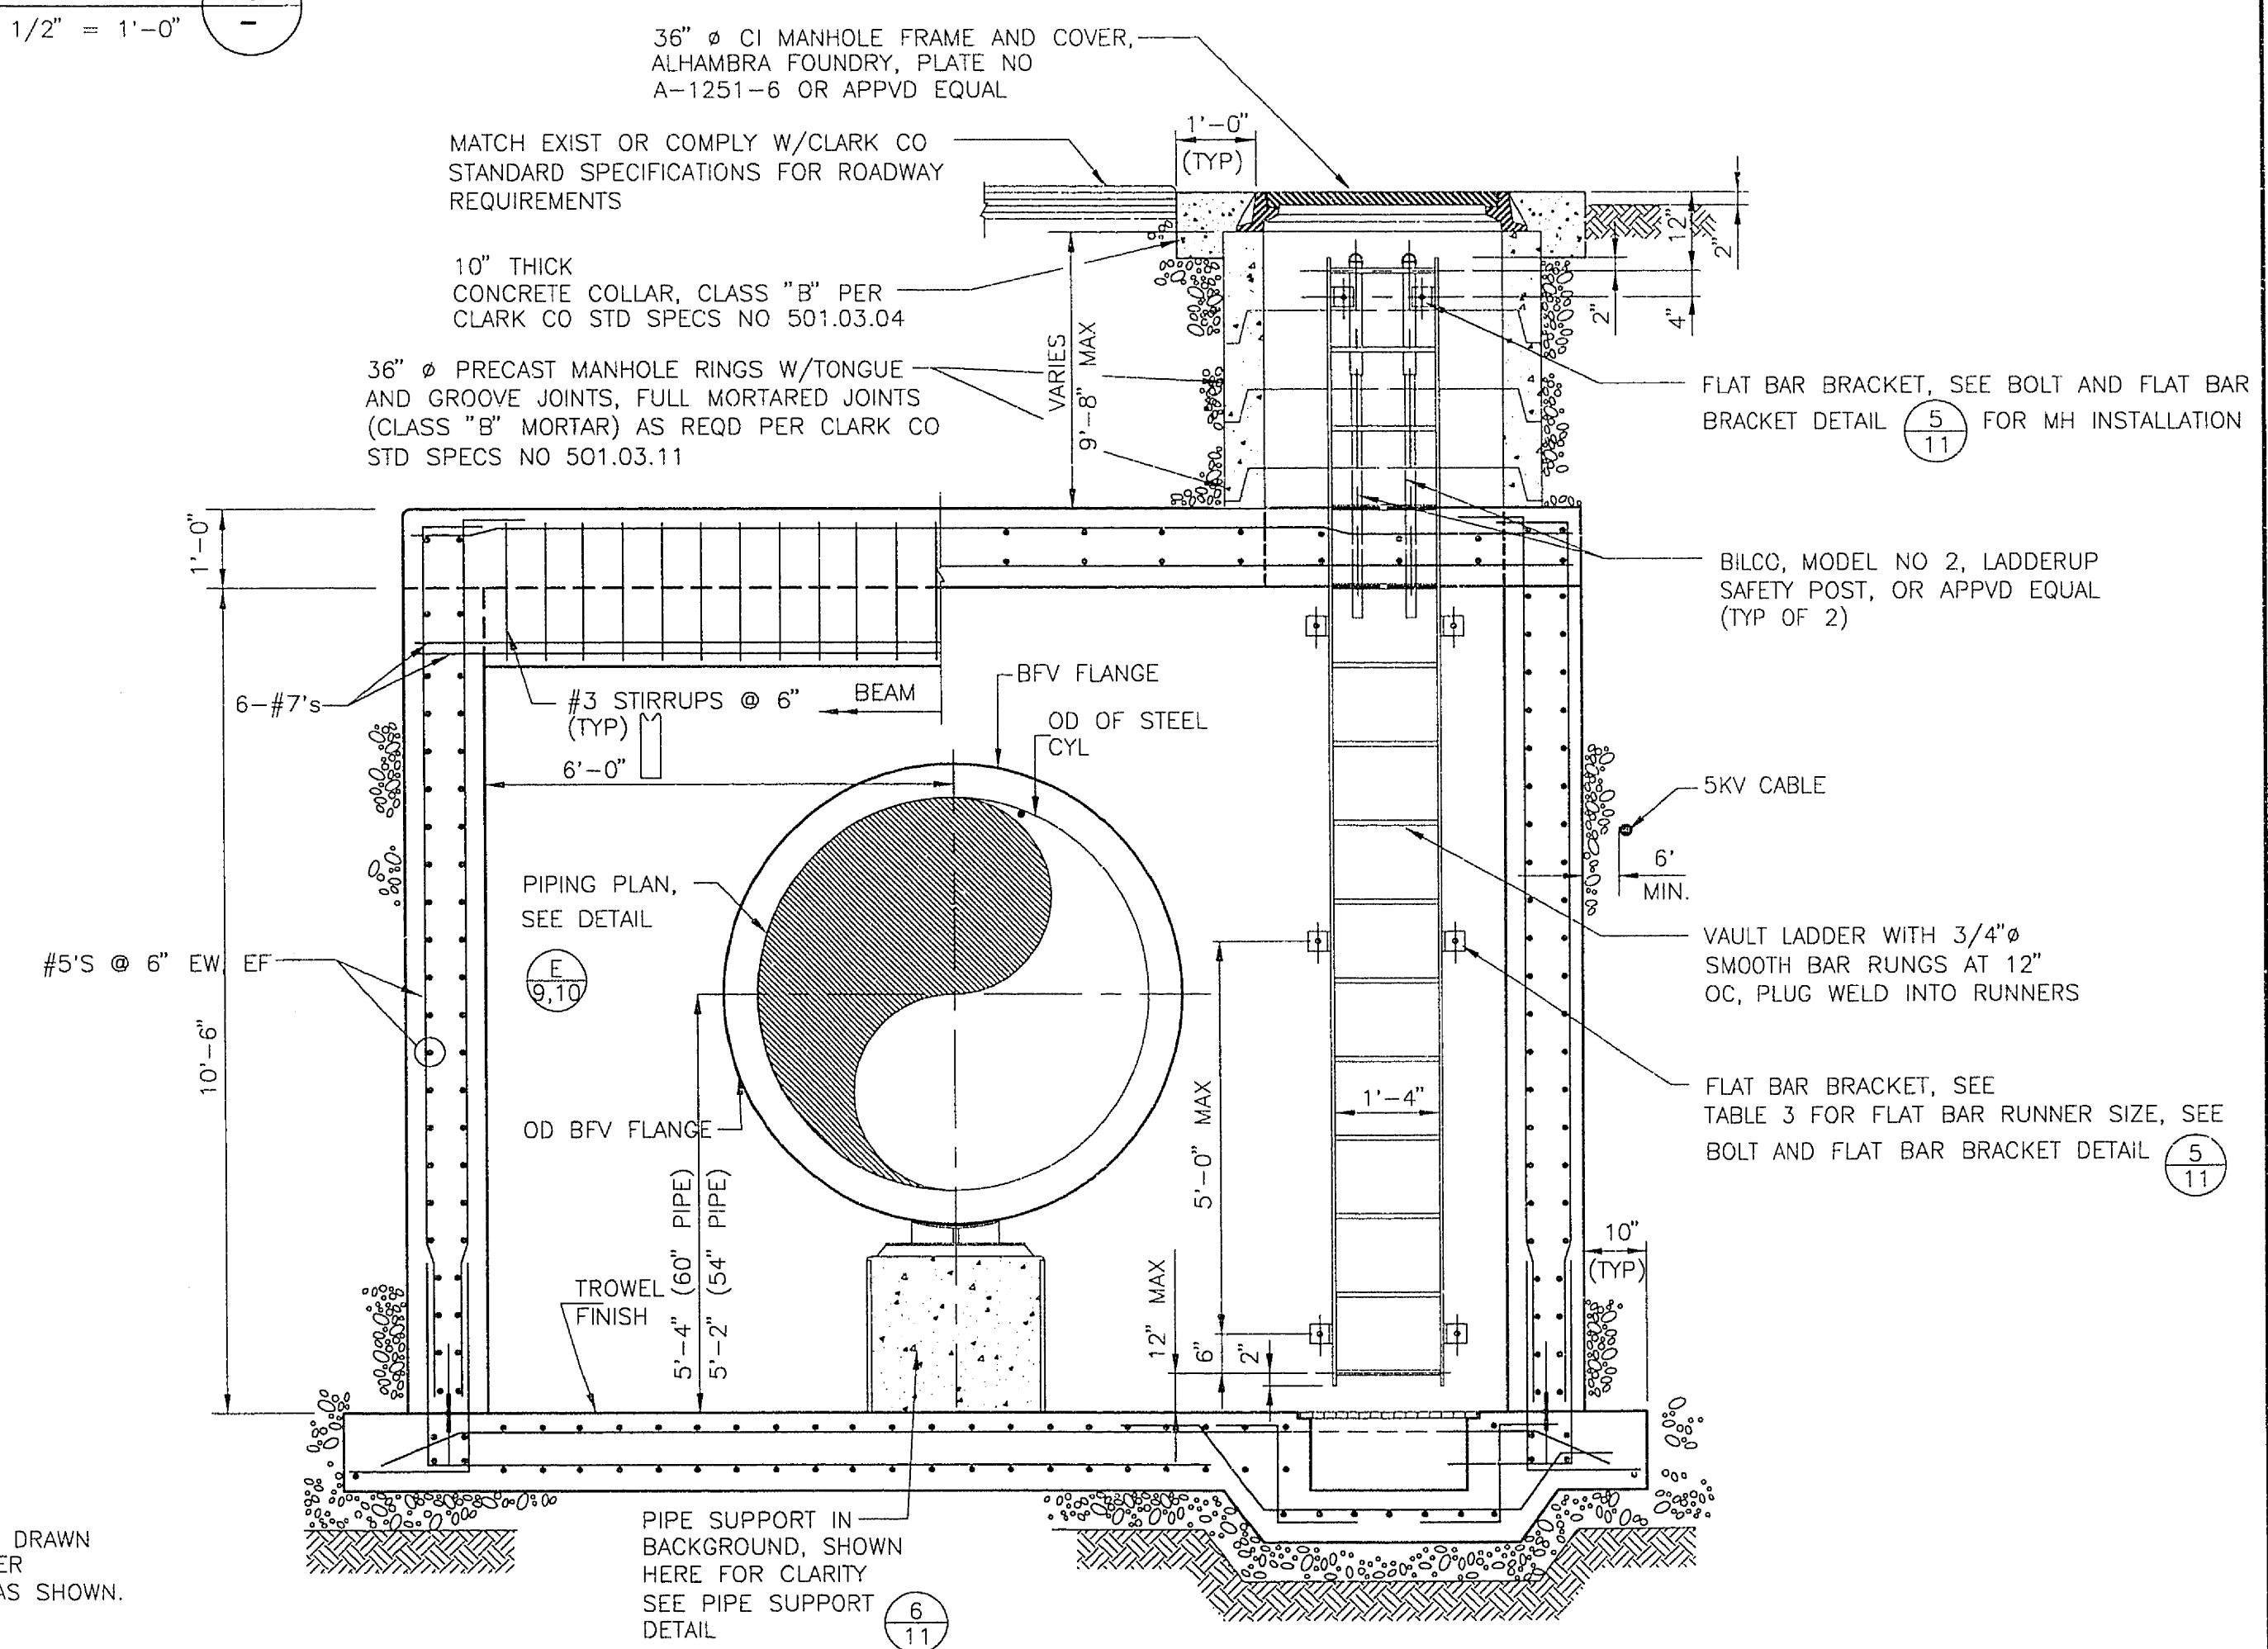 1/2" = 1'-0"
-
36" ø CI MANHOLE FRAME AND COVER,
ALHAMBRA FOUNDRY, PLATE NO
A-1251-6 OR APPVD EQUAL
MATCH EXIST OR COMPLY W/CLARK CO
STANDARD SPECIFICATIONS FOR ROADWAY
REQUIREMENTS
1'-0"
(TYP)
12"
2"
2"
4"
10" THICK
CONCRETE COLLAR, CLASS "B" PER
CLARK CO STD SPECS NO 501.03.04
VARIES
9'-8" MAX
36" ø PRECAST MANHOLE RINGS W/TONGUE
AND GROOVE JOINTS, FULL MORTARED JOINTS
(CLASS "B" MORTAR) AS REQD PER CLARK CO
STD SPECS NO 501.03.11
FLAT BAR BRACKET, SEE BOLT AND FLAT BAR
BRACKET DETAIL 5 11 FOR MH INSTALLATION
1'-0"
BILCO, MODEL NO 2, LADDERUP
SAFETY POST, OR APPVD EQUAL
(TYP OF 2)
6-#7's
#3 STIRRUPS @ 6"
(TYP)
BEAM
BFV FLANGE
OD OF STEEL
CYL
6'-0"
5KV CABLE
6'
MIN.
PIPING PLAN,
SEE DETAIL
E
9,10
#5'S @ 6" EW, EF
VAULT LADDER WITH 3/4"ø
SMOOTH BAR RUNGS AT 12"
OC, PLUG WELD INTO RUNNERS
10'-6"
1'-4"
OD BFV FLANGE
FLAT BAR BRACKET, SEE
TABLE 3 FOR FLAT BAR RUNNER SIZE, SEE
BOLT AND FLAT BAR BRACKET DETAIL 5 11
5'-4" (60" PIPE)
5'-2" (54" PIPE)
5'-0" MAX
10"
(TYP)
TROWEL
FINISH
12" MAX
6"
2"
PIPE SUPPORT IN
BACKGROUND, SHOWN
HERE FOR CLARITY
SEE PIPE SUPPORT
DETAIL
6
11
DRAWN
ER
AS SHOWN.